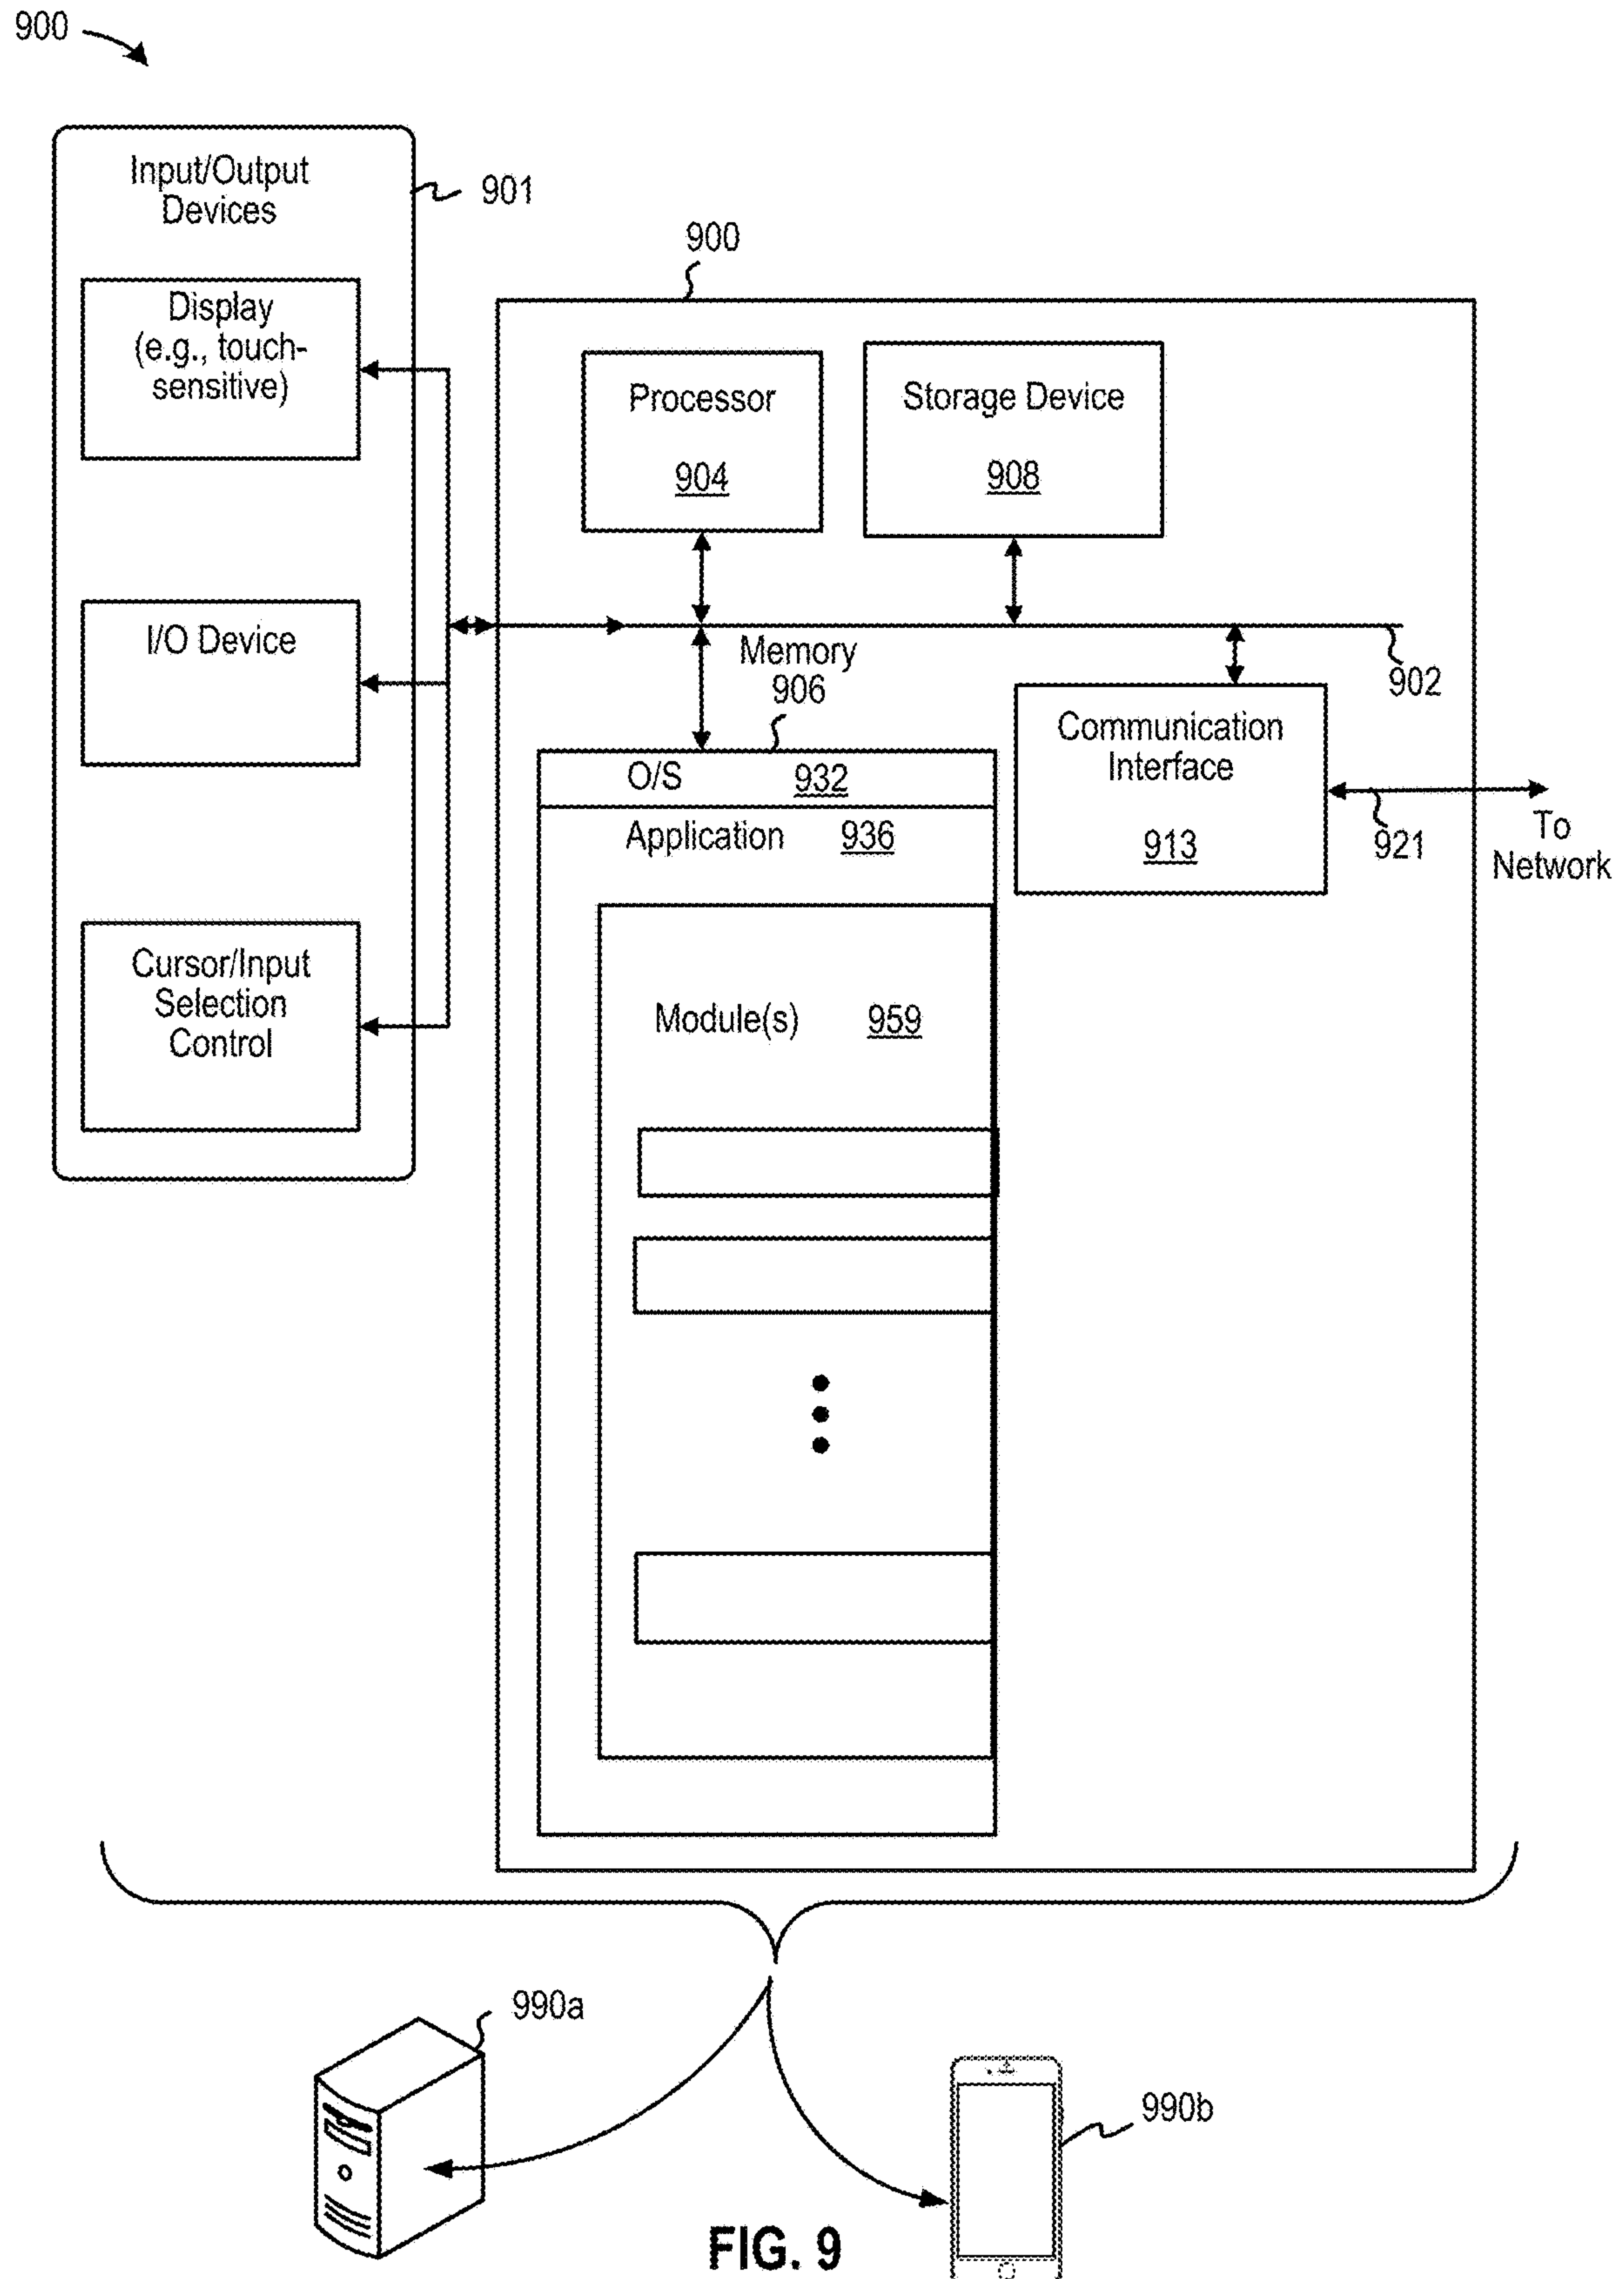 900
Input/Output
Devices
901
Display
(e.g., touch-
sensitive)
I/O Device
Cursor/Input
Selection
Control
900
Processor
904
Storage Device
908
902
Memory
906
O/S 932
Application 936
Module(s) 959
Communication
Interface
913
921
To
Network
990a
990b
FIG. 9